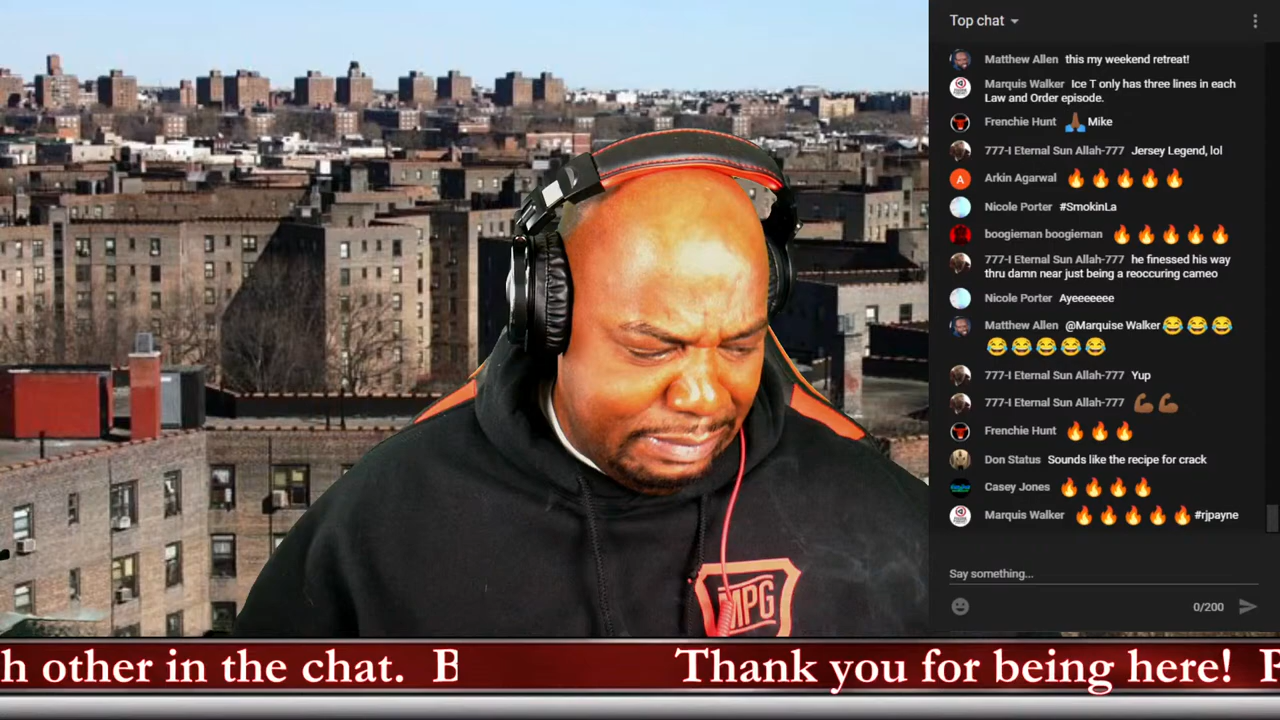 Top chat
Matthew Allen this my weekend retreat!
Marquis Walker Ice T only has three lines in each
Law and Order episode.
Frenchie Hunt 🙏🏾 Mike
777-I Eternal Sun Allah-777 Jersey Legend, lol
A
Arkin Agarwal 🔥🔥🔥🔥🔥
Nicole Porter #SmokinLa
boogieman boogieman 🔥🔥🔥🔥🔥
777-I Eternal Sun Allah-777 he finessed his way
thru damn near just being a reoccuring cameo
Nicole Porter Ayeeeeeee
Matthew Allen @Marquise Walker 😂😂😂
😂😂😂😂😂
777-I Eternal Sun Allah-777 Yup
777-I Eternal Sun Allah-777 💪🏾💪🏾
Frenchie Hunt 🔥🔥🔥
Don Status Sounds like the recipe for crack
Casey Jones 🔥🔥🔥🔥
Marquis Walker 🔥🔥🔥🔥🔥 #rjpayne
Say something...
0/200
MPG
h other in the chat. B Thank you for being here!